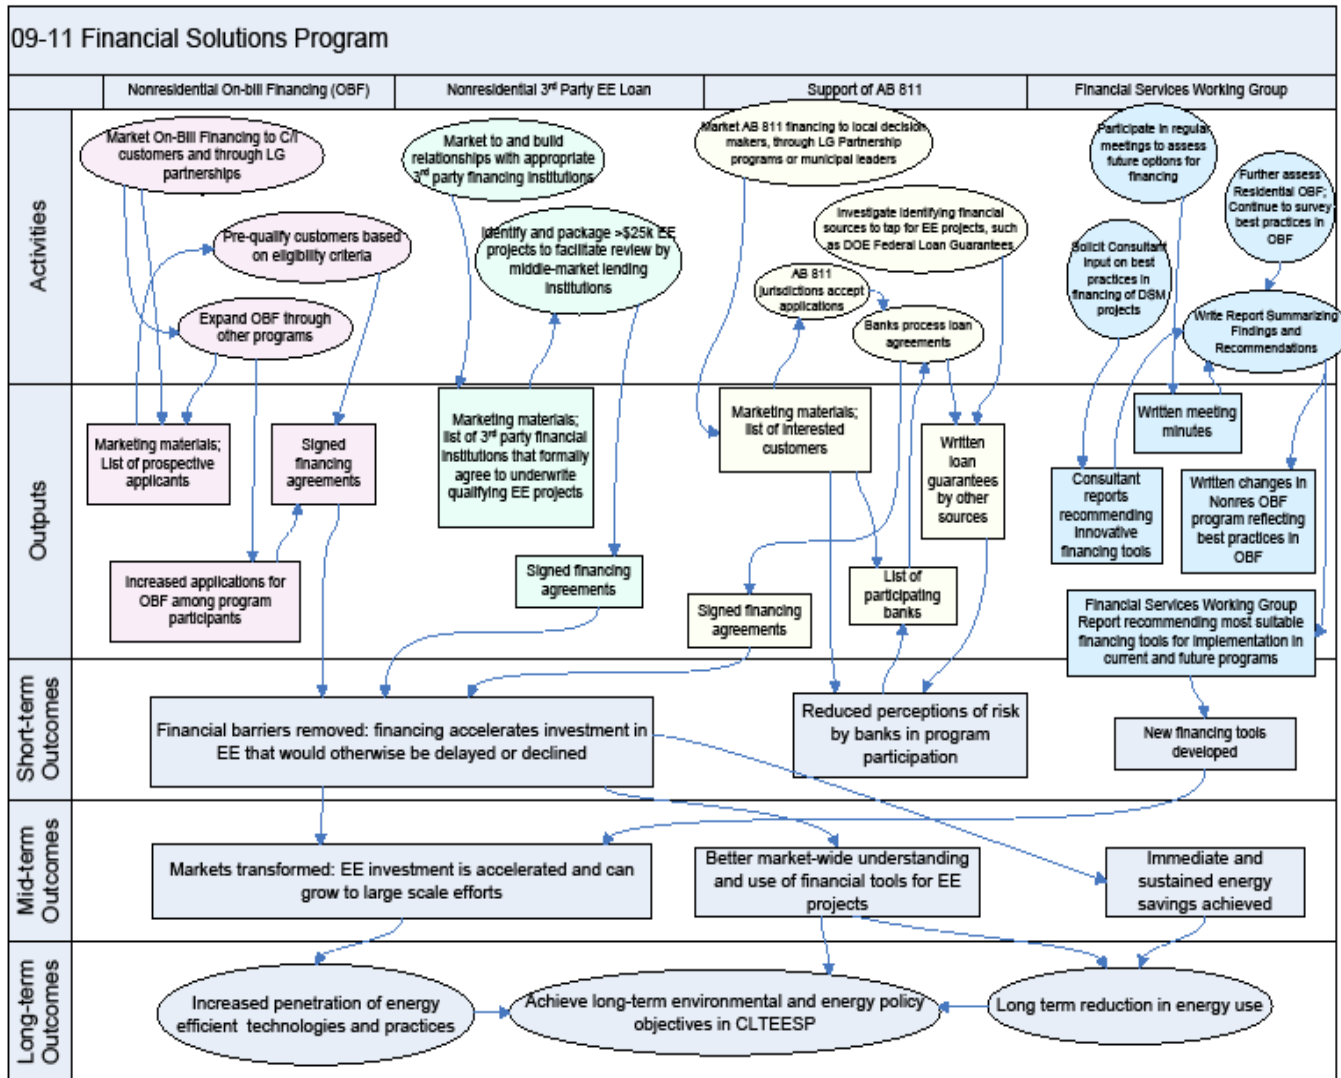 09-11 Financial Solutions Program
Nonresidential On-bill Financing (OBF)
Nonresidential 3rd Party EE Loan
Support of AB 811
Financial Services Working Group
Activities
Market On-Bill Financing to C/I
customers and through LG
partnerships
Pre-qualify customers based
on eligibility criteria
Expand OBF through
other programs
Market to and build
relationships with appropriate
3rd party financing institutions
Identify and package >$25k EE
projects to facilitate review by
middle-market lending
institutions
Market AB 811 financing to local decision
makers, through LG Partnership
programs or municipal leaders
Investigate identifying financial
sources to tap for EE projects, such
as DOE Federal Loan Guarantees
AB 811
jurisdictions accept
applications
Banks process loan
agreements
Participate in regular
meetings to assess
future options for
financing
Further assess
Residential OBF;
Continue to survey
best practices in
OBF
Solicit Consultant
input on best
practices in
financing of DSM
projects
Write Report Summarizing
Findings and
Recommendations
Outputs
Marketing materials;
List of prospective
applicants
Signed
financing
agreements
Increased applications for
OBF among program
participants
Marketing materials;
list of 3rd party financial
institutions that formally
agree to underwrite
qualifying EE projects
Signed financing
agreements
Marketing materials;
list of interested
customers
Written
loan
guarantees
by other
sources
List of
participating
banks
Signed financing
agreements
Written meeting
minutes
Consultant
reports
recommending
innovative
financing tools
Written changes in
Nonres OBF
program reflecting
best practices in
OBF
Financial Services Working Group
Report recommending most suitable
financing tools for implementation in
current and future programs
Short-term
Outcomes
Financial barriers removed: financing accelerates investment in
EE that would otherwise be delayed or declined
Reduced perceptions of risk
by banks in program
participation
New financing tools
developed
Mid-term
Outcomes
Markets transformed: EE investment is accelerated and can
grow to large scale efforts
Better market-wide understanding
and use of financial tools for EE
projects
Immediate and
sustained energy
savings achieved
Long-term
Outcomes
Increased penetration of energy
efficient technologies and practices
Achieve long-term environmental and energy policy
objectives in CLTEESP
Long term reduction in energy use